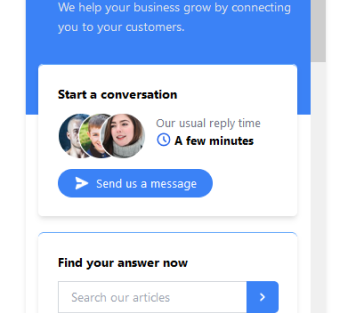 We help your business grow by connecting
you to your customers.
Start a conversation
Our usual reply time
A few minutes
Send us a message
Find your answer now
Search our articles